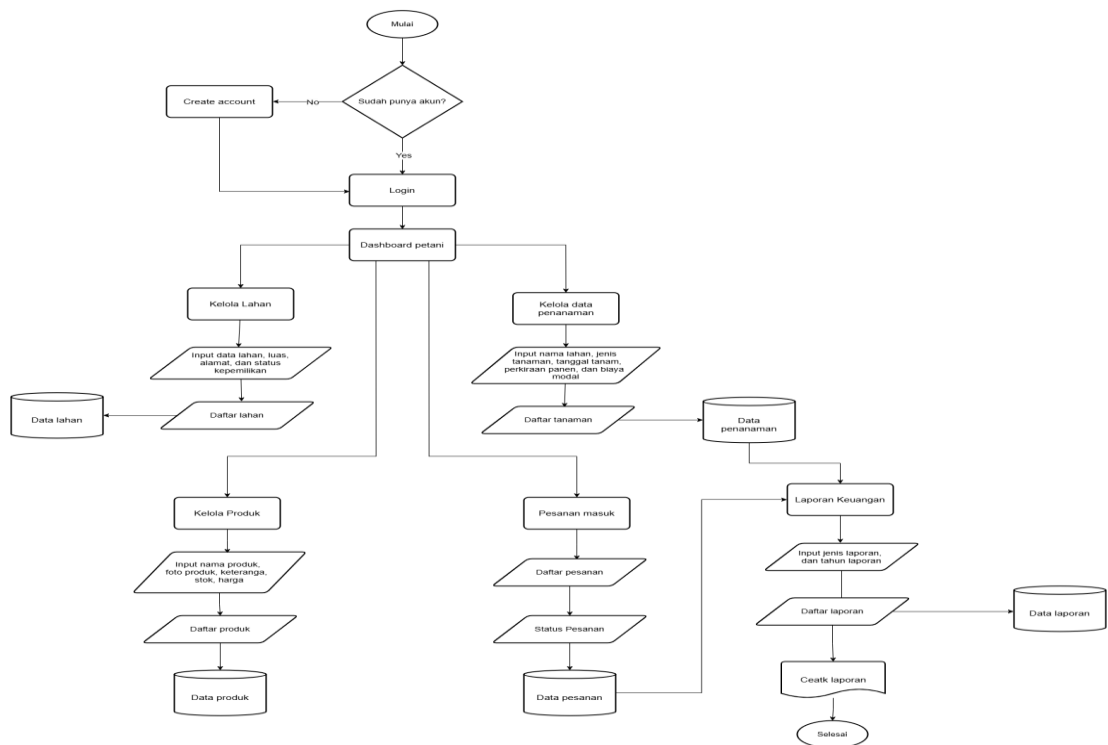 Mulai
Sudah punya akun?
No
Create account
Yes
Login
Dashboard petani
Kelola Lahan
Input data lahan, luas,
alamat, dan status
kepemilikan
Daftar lahan
Data lahan
Kelola data
penanaman
Input nama lahan, jenis
tanaman, tanggal tanam,
perkiraan panen, dan biaya
modal
Daftar tanaman
Data
penanaman
Kelola Produk
Input nama produk,
foto produk, keteranga,
stok, harga
Daftar produk
Data produk
Pesanan masuk
Daftar pesanan
Status Pesanan
Data pesanan
Laporan Keuangan
Input jenis laporan,
dan tahun laporan
Daftar laporan
Data laporan
Ceatk laporan
Selesai